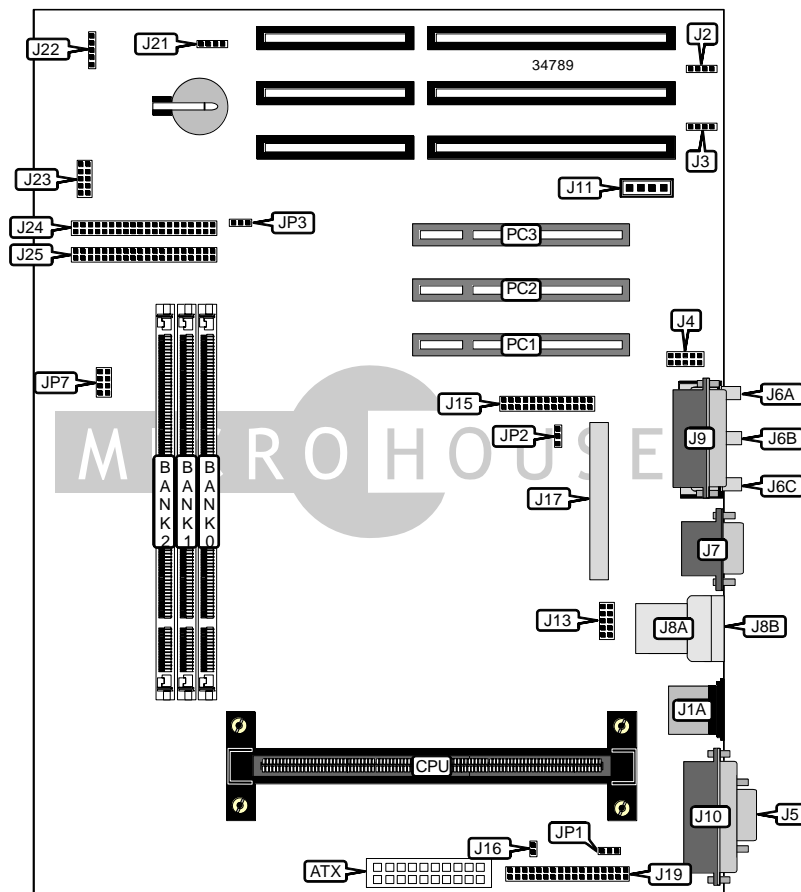 J22
J21
J2
34789
J3
J23
J11
J24
JP3
J25
PC3
PC2
J4
PC1
JP7
J6A
J15
JP2
J9
J6B
MICROHOUSE
BANK2
BANK1
BANK0
J17
J6C
J7
J13
J8A
J8B
J1A
CPU
J10
J5
JP1
J16
ATX
J19